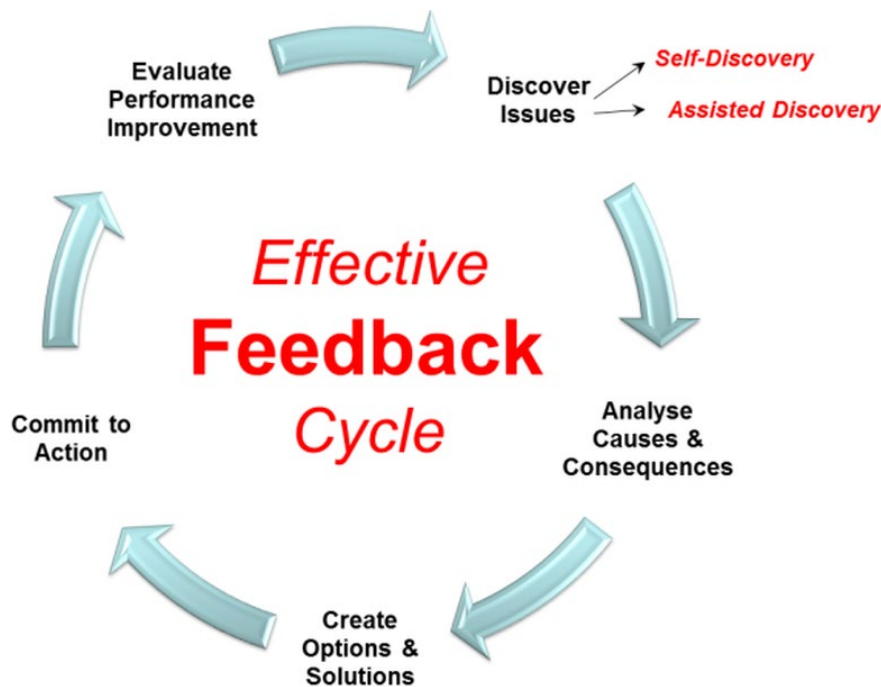 Evaluate
Performance
Improvement
Discover
Issues
Self-Discovery
Assisted Discovery
Effective
Feedback
Cycle
Analyse
Causes &
Consequences
Commit to
Action
Create
Options &
Solutions